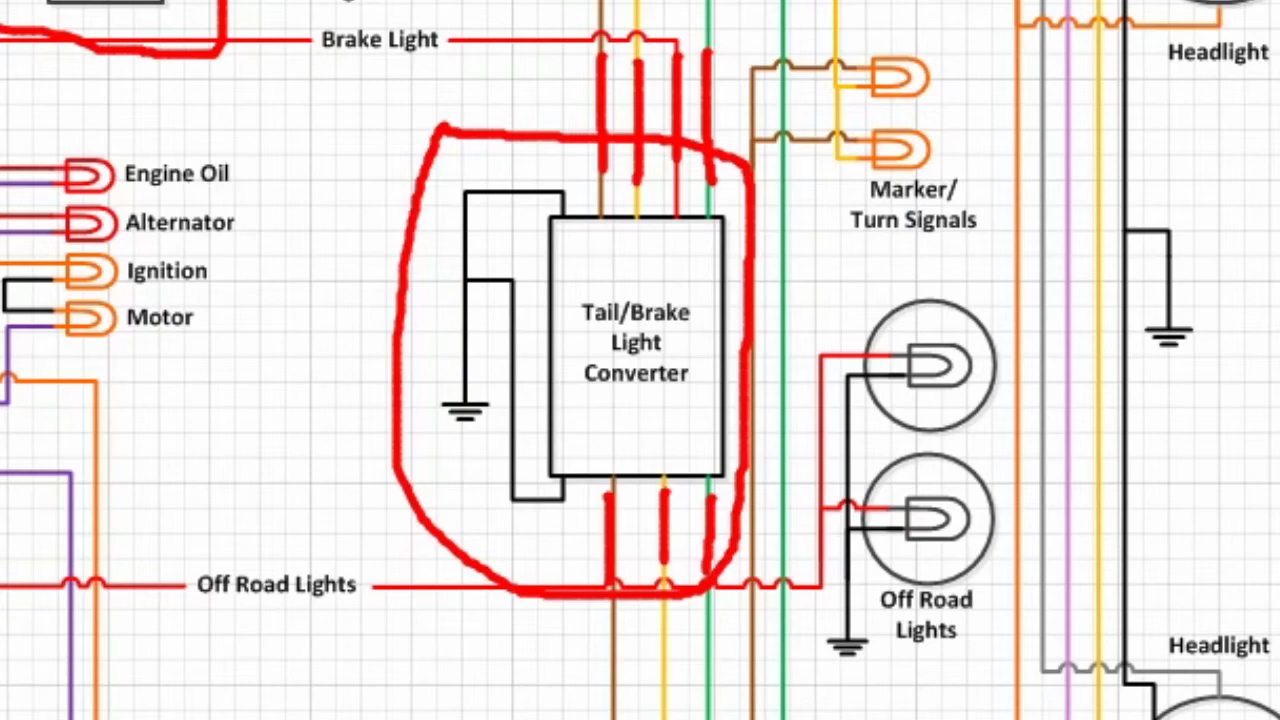 Brake Light
Headlight
Engine Oil
Alternator
Ignition
Motor
Marker/
Turn Signals
Tail/Brake
Light
Converter
Off Road Lights
Off Road
Lights
Headlight